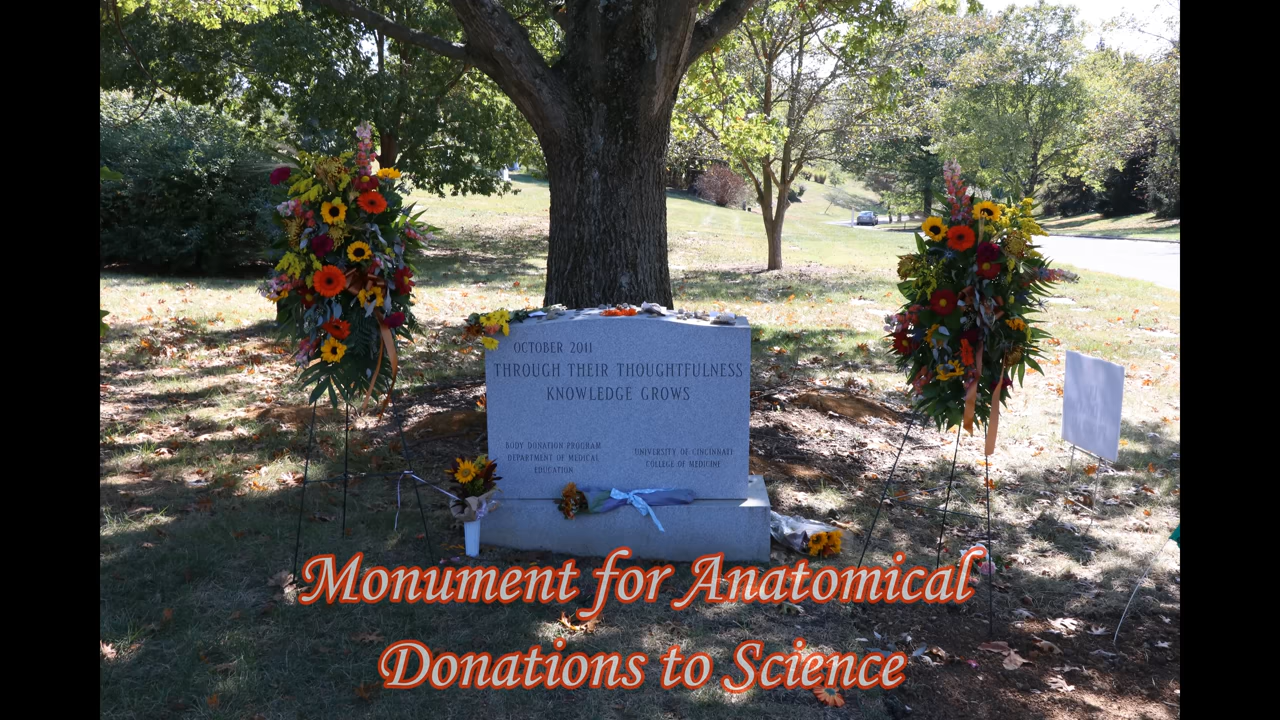 OCTOBER 2011
THROUGH THEIR THOUGHTFULNESS
KNOWLEDGE GROWS
BODY DONATION PROGRAM
DEPARTMENT OF MEDICAL
EDUCATION
UNIVERSITY OF CINCINNATI
COLLEGE OF MEDICINE
Monument for Anatomical
Donations to Science